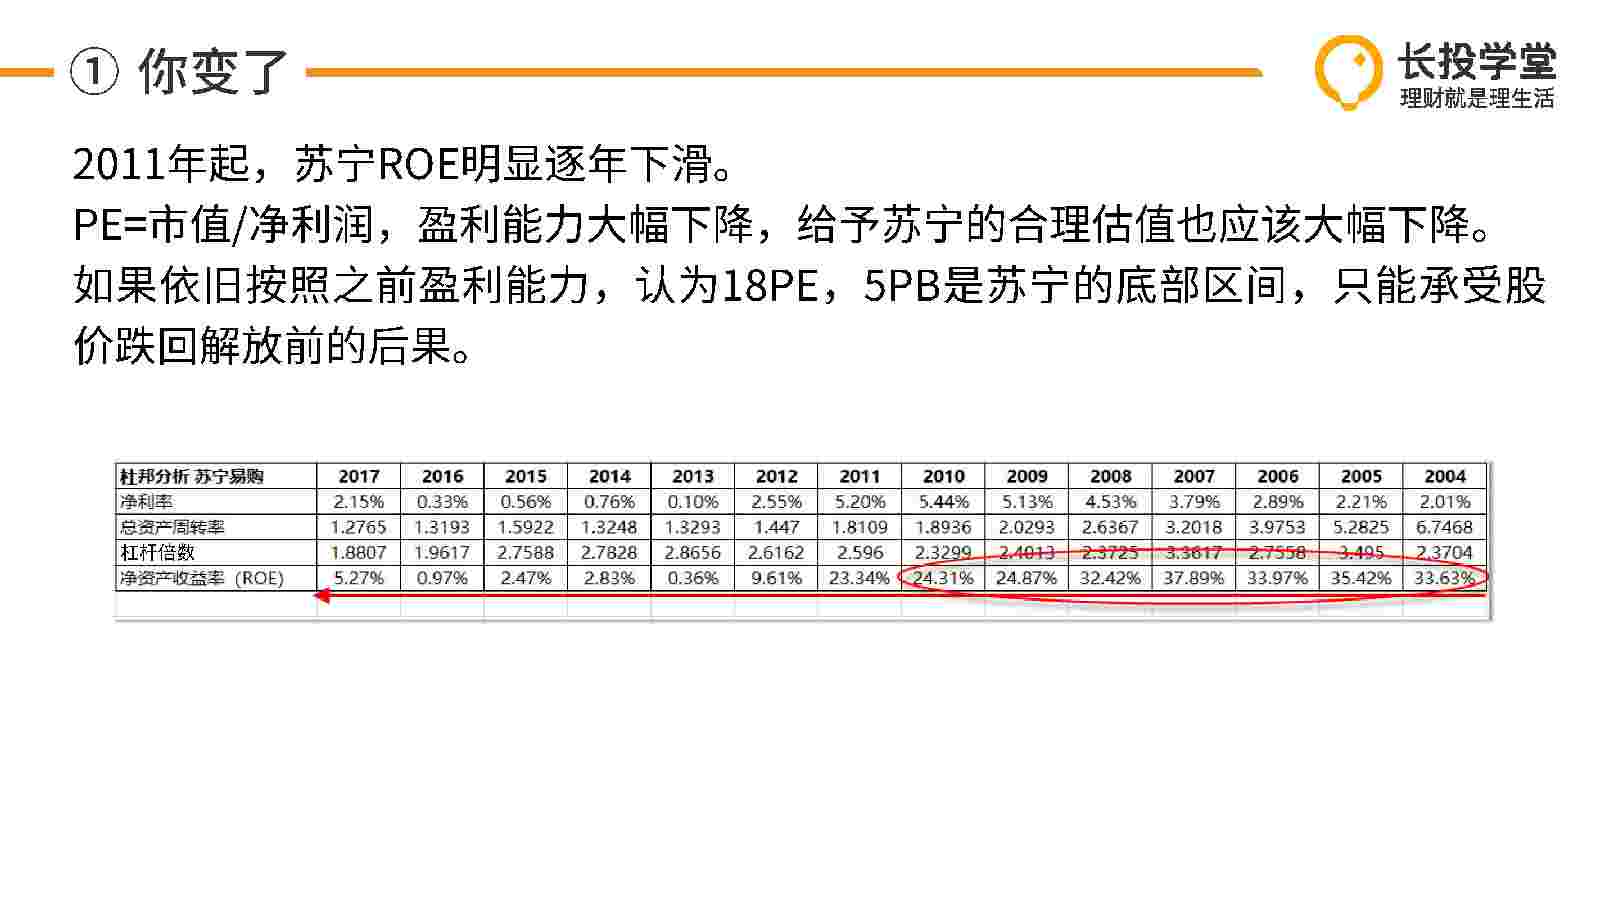 ① 你变了
长投学堂
理财就是理生活
2011年起，苏宁ROE明显逐年下滑。
PE=市值/净利润，盈利能力大幅下降，给予苏宁的合理估值也应该大幅下降。
如果依旧按照之前盈利能力，认为18PE，5PB是苏宁的底部区间，只能承受股
价跌回解放前的后果。
杜邦分析 苏宁易购 2017 2016 2015 2014 2013 2012 2011 2010 2009 2008 2007 2006 2005 2004
净利率 2.15% 0.33% 0.56% 0.76% 0.10% 2.55% 5.20% 5.44% 5.13% 4.53% 3.79% 2.89% 2.21% 2.01%
总资产周转率 1.2765 1.3193 1.5922 1.3248 1.3293 1.447 1.8109 1.8936 2.0293 2.6367 3.2018 3.9753 5.2825 6.7468
杠杆倍数 1.8807 1.9617 2.7588 2.7828 2.8656 2.6162 2.596 2.3299 2.4013 2.3725 3.3617 2.7558 3.495 2.3704
净资产收益率（ROE) 5.27% 0.97% 2.47% 2.83% 0.36% 9.61% 23.34% 24.31% 24.87% 32.42% 37.89% 33.97% 35.42% 33.63%